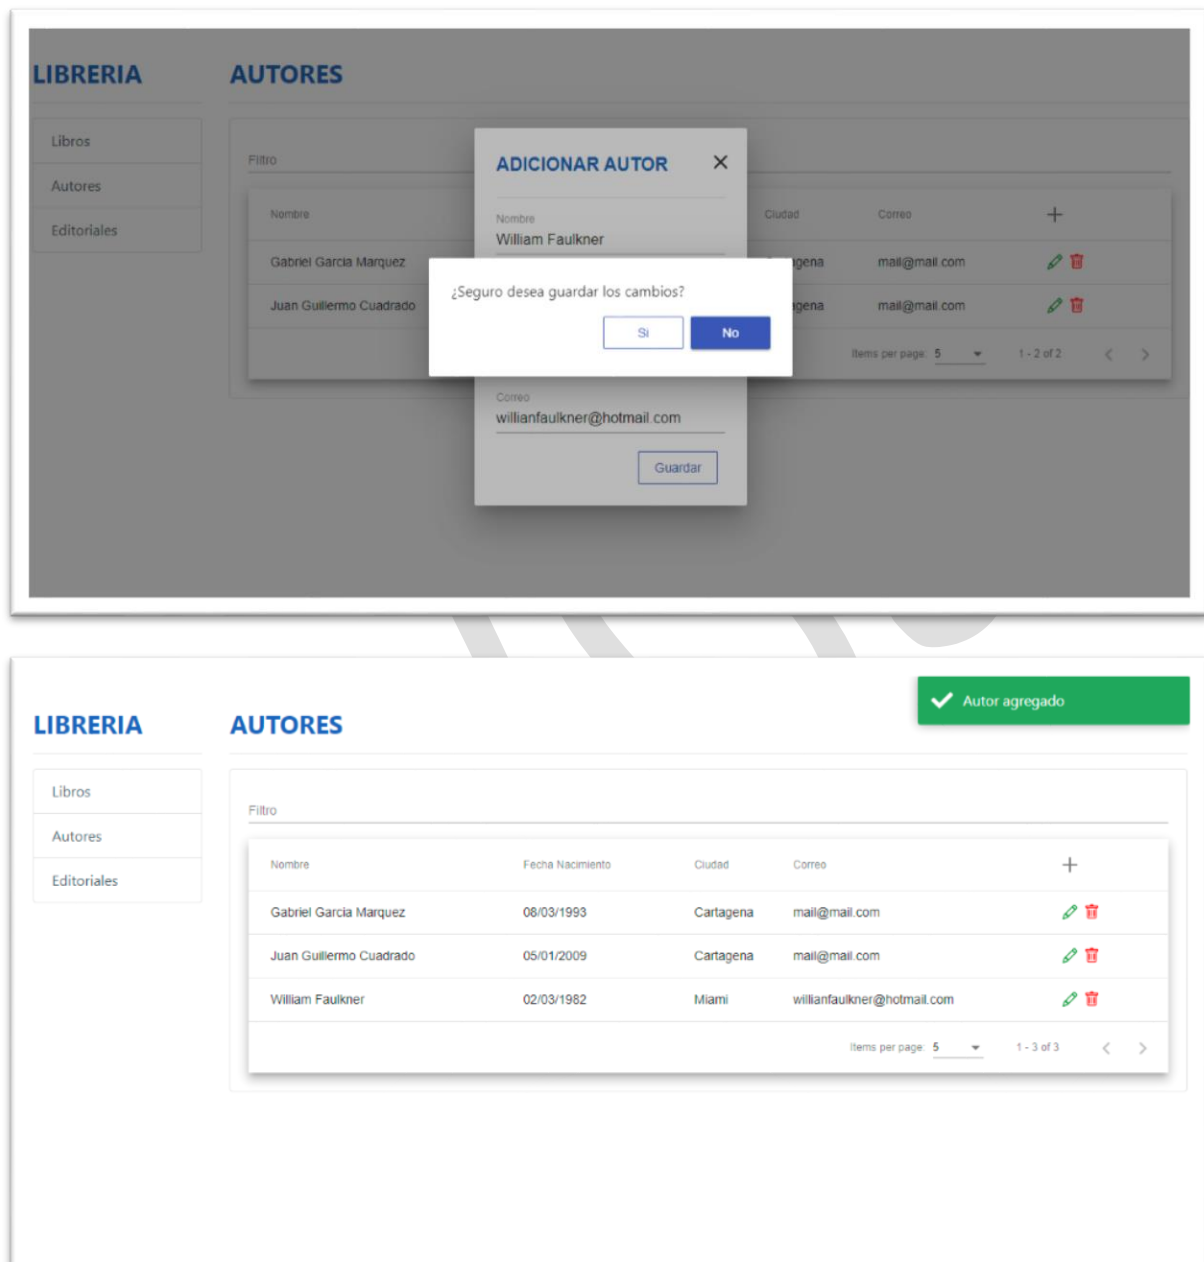 LIBRERIA
AUTORES
Libros
Autores
Editoriales
Filtro
Nombre Ciudad Correo
Gabriel Garcia Marquez mail@mail.com
Juan Guillermo Cuadrado mail@mail.com
Items per page: 5 1 - 2 of 2
ADICIONAR AUTOR
Nombre
William Faulkner
¿Seguro desea guardar los cambios?
Si No
Correo
willianfaulkner@hotmail.com
Guardar
Autor agregado
LIBRERIA
AUTORES
Libros
Autores
Editoriales
Filtro
Nombre Fecha Nacimiento Ciudad Correo
Gabriel Garcia Marquez 08/03/1993 Cartagena mail@mail.com
Juan Guillermo Cuadrado 05/01/2009 Cartagena mail@mail.com
William Faulkner 02/03/1982 Miami willianfaulkner@hotmail.com
Items per page: 5 1 - 3 of 3